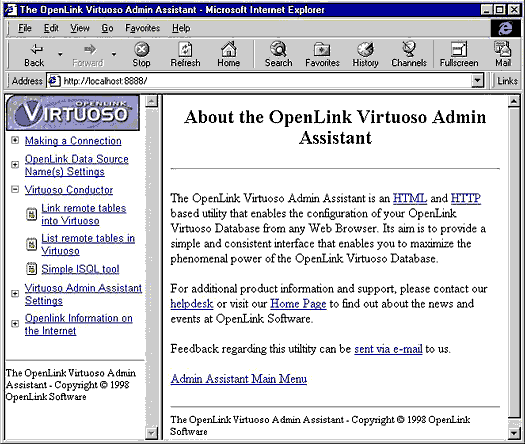 The OpenLink Virtuoso Admin Assistant - Microsoft Internet Explorer
File Edit View Go Favorites Help
Back Forward Stop Refresh Home Search Favorites History Channels Fullscreen Mail
Address http://localhost:8888/ Links
OPENLINK
VIRTUOSO
Making a Connection
OpenLink Data Source
Name(s) Settings
Virtuoso Conductor
Link remote tables
into Virtuoso
List remote tables in
Virtuoso
Simple ISQL tool
Virtuoso Admin Assistant
Settings
Openlink Information on
the Internet
The OpenLink Virtuoso Admin
Assistant - Copyright © 1998
OpenLink Software
About the OpenLink Virtuoso Admin
Assistant
The OpenLink Virtuoso Admin Assistant is an HTML and HTTP
based utility that enables the configuration of your OpenLink
Virtuoso Database from any Web Browser. Its aim is to provide a
simple and consistent interface that enables you to maximize the
phenomenal power of the OpenLink Virtuoso Database.
For additional product information and support, please contact our
helpdesk or visit our Home Page to find out about the news and
events at OpenLink Software.
Feedback regarding this utiltity can be sent via e-mail to us.
Admin Assistant Main Menu
The OpenLink Virtuoso Admin Assistant - Copyright © 1998 OpenLink
Software